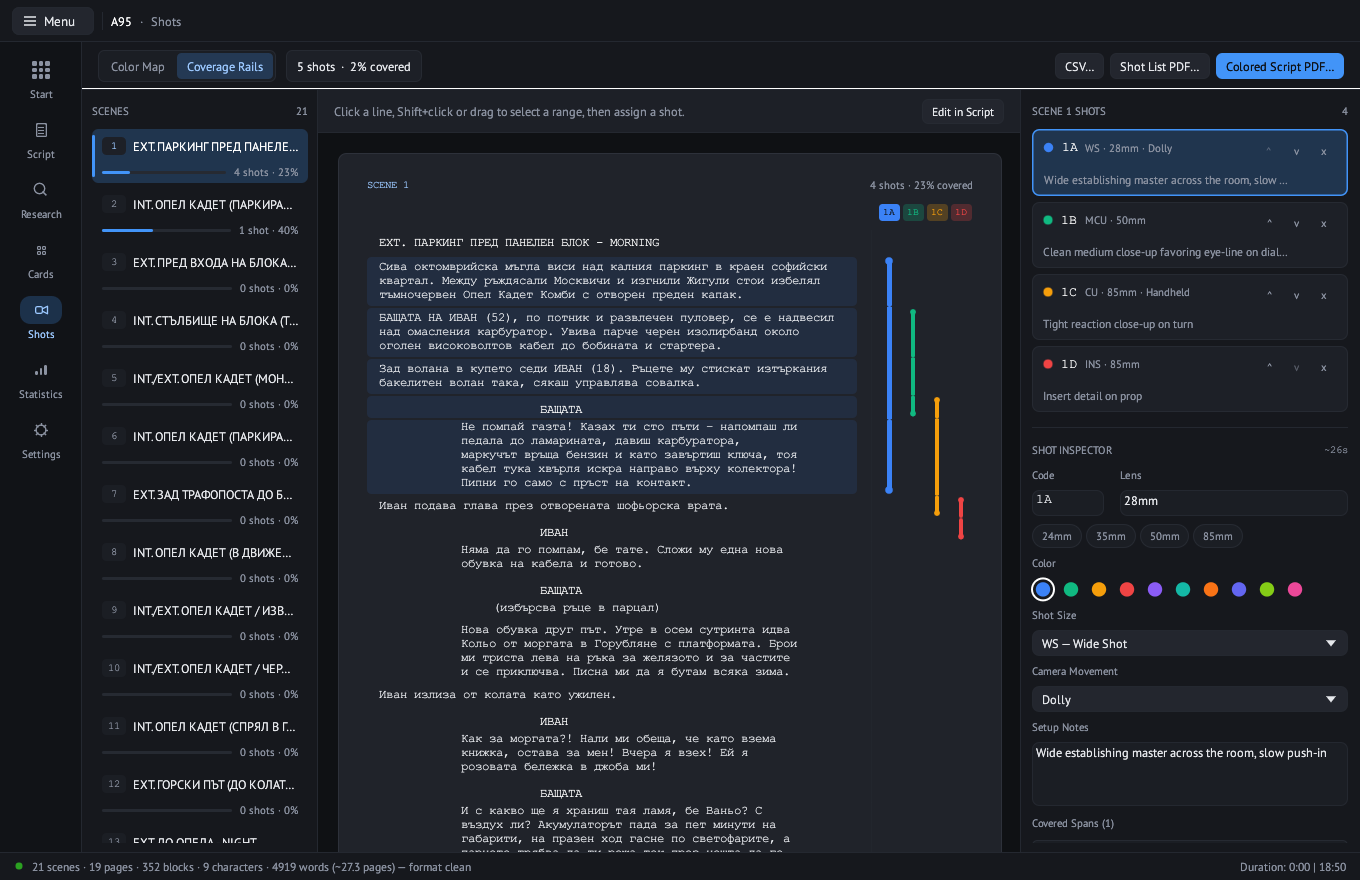 Menu
A95 · Shots
Start
Script
Research
Cards
Shots
Statistics
Settings
Color Map
Coverage Rails
5 shots · 2% covered
CSV...
Shot List PDF...
Colored Script PDF...
SCENES 21
1 EXT. ПАРКИНГ ПРЕД ПАНЕЛЕ...
4 shots · 23%
2 INT. ОПЕЛ КАДЕТ (ПАРКИРА...
1 shot · 40%
3 EXT. ПРЕД ВХОДА НА БЛОКА...
0 shots · 0%
4 INT. СТЪЛБИЩЕ НА БЛОКА (Т...
0 shots · 0%
5 INT./EXT. ОПЕЛ КАДЕТ (МОН...
0 shots · 0%
6 INT. ОПЕЛ КАДЕТ (ПАРКИРА...
0 shots · 0%
7 EXT. ЗАД ТРАФОПОСТА ДО Б...
0 shots · 0%
8 INT. ОПЕЛ КАДЕТ (В ДВИЖЕ...
0 shots · 0%
9 INT./EXT. ОПЕЛ КАДЕТ / ИЗВ...
0 shots · 0%
10 INT./EXT. ОПЕЛ КАДЕТ / ЧЕР...
0 shots · 0%
11 INT. ОПЕЛ КАДЕТ (СПРЯЛ В Г...
0 shots · 0%
12 EXT. ГОРСКИ ПЪТ (ДО КОЛАТ...
0 shots · 0%
13 EXT. ДО ОПЕЛА - NIGHT
Click a line, Shift+click or drag to select a range, then assign a shot.
Edit in Script
SCENE 1
4 shots · 23% covered
1A 1B 1C 1D
EXT. ПАРКИНГ ПРЕД ПАНЕЛЕН БЛОК - MORNING
Сива октомврийска мъгла виси над калния паркинг в краен софийски
квартал. Между ръждясали Москвичи и изгнили Жигули стои избелял
тъмночервен Опел Кадет Комби с отворен преден капак.
БАЩАТА НА ИВАН (52), по потник и развлечен пуловер, се е надвесил
над омасления карбуратор. Увива парче черен изолирбанд около
оголен високоволтов кабел до бобината и стартера.
Зад волана в купето седи ИВАН (18). Ръцете му стискат изтъркания
бакелитен волан така, сякаш управлява совалка.
БАЩАТА
Не помпай газта! Казах ти сто пъти - напомпаш ли
педала до ламарината, давиш карбуратора,
маркучът връща бензин и като завъртиш ключа, тоя
кабел тука хвърля искра направо върху колектора!
Пипни го само с пръст на контакт.
Иван подава глава през отворената шофьорска врата.
ИВАН
Няма да го помпам, бе тате. Сложи му една нова
обувка на кабела и готово.
БАЩАТА
(избърсва ръце в парцал)
Нова обувка друг път. Утре в осем сутринта идва
Кольо от моргата в Горубляне с платформата. Брои
ми триста лева на ръка за желязото и за частите
и се приключва. Писна ми да я бутам всяка зима.
Иван излиза от колата като ужилен.
ИВАН
Как за моргата?! Нали ми обеща, че като взема
книжка, остава за мен! Вчера я взех! Ей я
розовата бележка в джоба ми!
БАЩАТА
И с какво ще я храниш тая ламя, бе Ваньо? С
въздух ли? Акумулаторът пада за пет минути на
габарити, на празен ход гасне по светофарите, а
SCENE 1 SHOTS 4
1A WS · 28mm · Dolly ^ v x
Wide establishing master across the room, slow ...
1B MCU · 50mm ^ v x
Clean medium close-up favoring eye-line on dial...
1C CU · 85mm · Handheld ^ v x
Tight reaction close-up on turn
1D INS · 85mm ^ v x
Insert detail on prop
SHOT INSPECTOR ~26s
Code Lens
1A 28mm
24mm 35mm 50mm 85mm
Color
Shot Size
WS — Wide Shot
Camera Movement
Dolly
Setup Notes
Wide establishing master across the room, slow push-in
Covered Spans (1)
21 scenes · 19 pages · 352 blocks · 9 characters · 4919 words (~27.3 pages) — format clean
Duration: 0:00 | 18:50